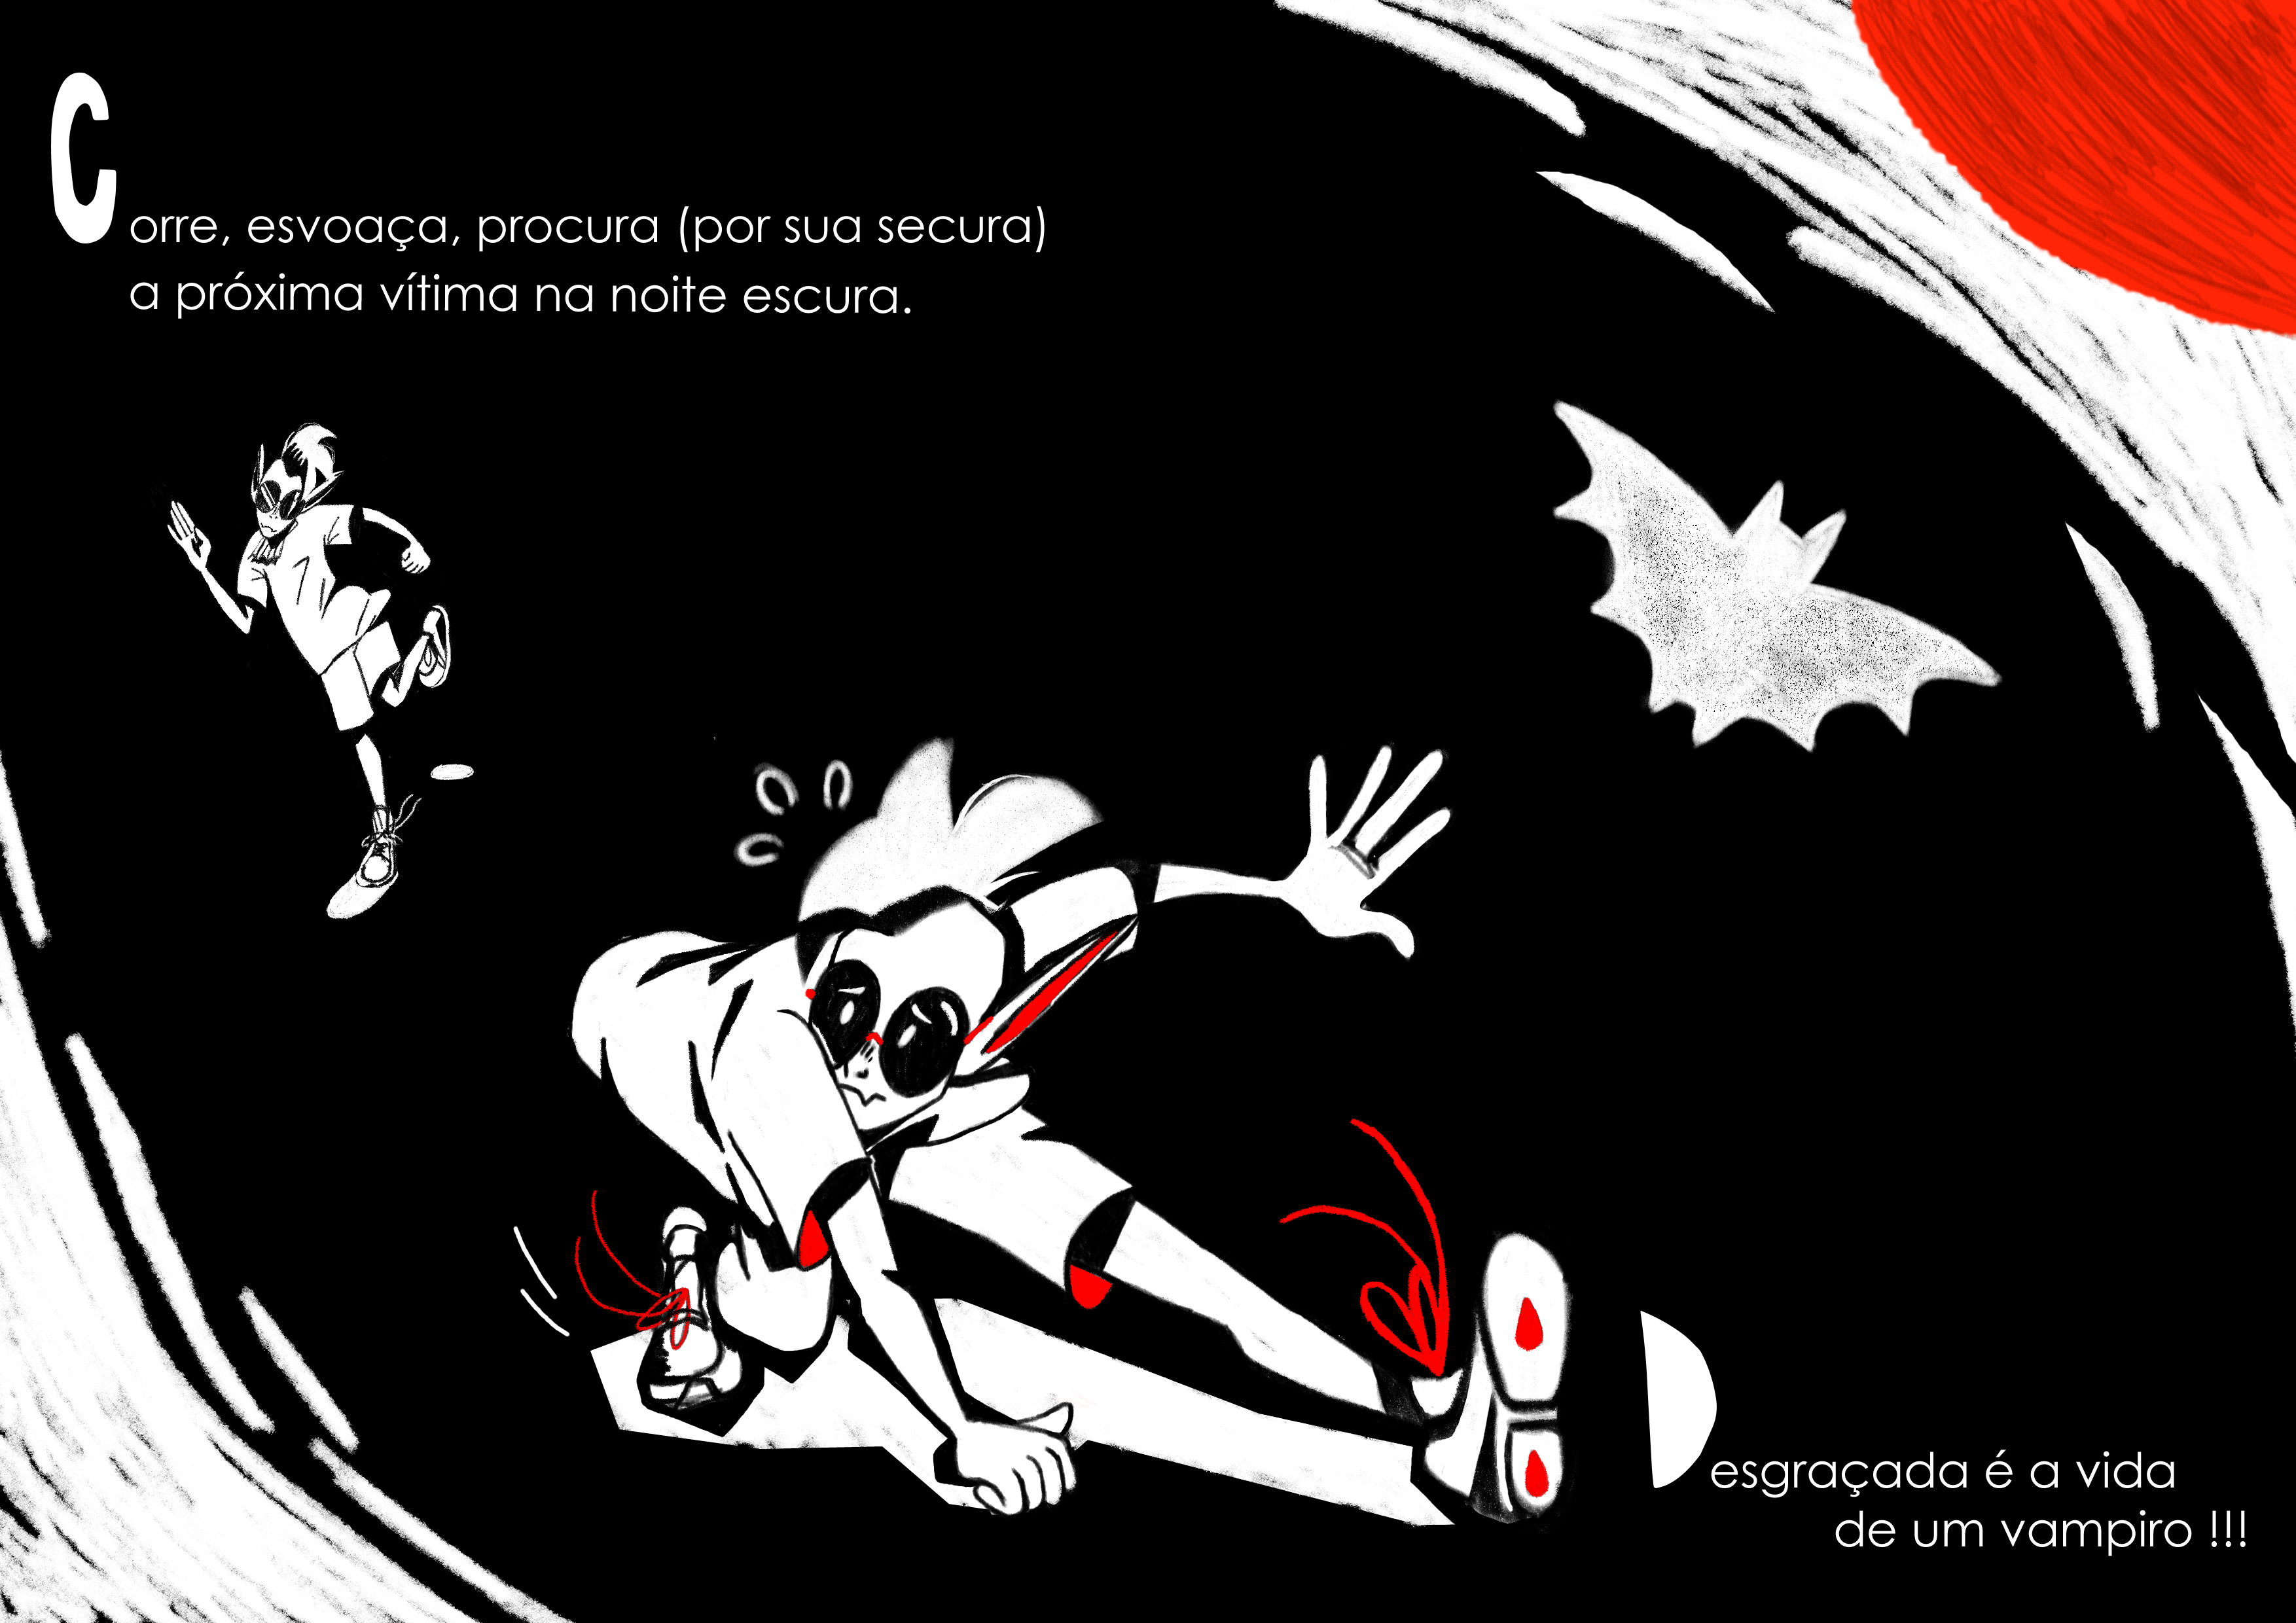 Corre, esvoaça, procura (por sua secura)
a próxima vítima na noite escura.
Desgraçada é a vida
de um vampiro !!!